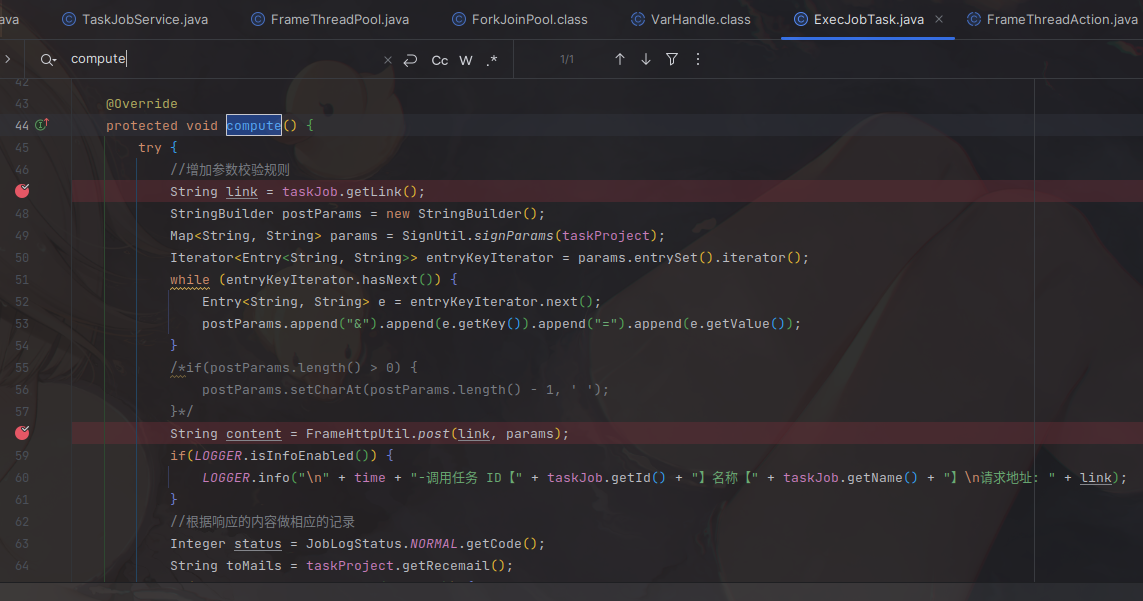 ava TaskJobService.java FrameThreadPool.java ForkJoinPool.class VarHandle.class ExecJobTask.java × FrameThreadAction.java
compute × Cc W .* 1/1
42
43 @Override
44 protected void compute() {
45 try {
46 //增加参数校验规则
String link = taskJob.getLink();
48 StringBuilder postParams = new StringBuilder();
49 Map<String, String> params = SignUtil.signParams(taskProject);
50 Iterator<Entry<String, String>> entryKeyIterator = params.entrySet().iterator();
51 while (entryKeyIterator.hasNext()) {
52 Entry<String, String> e = entryKeyIterator.next();
53 postParams.append("&").append(e.getKey()).append("=").append(e.getValue());
54 }
55 /*if(postParams.length() > 0) {
56 postParams.setCharAt(postParams.length() - 1, ' ');
57 }*/
String content = FrameHttpUtil.post(link, params);
59 if(LOGGER.isInfoEnabled()) {
60 LOGGER.info("\n" + time + "-调用任务 ID【" + taskJob.getId() + "】名称【" + taskJob.getName() + "】\n请求地址: " + link);
61 }
62 //根据响应的内容做相应的记录
63 Integer status = JobLogStatus.NORMAL.getCode();
64 String toMails = taskProject.getRecemail();